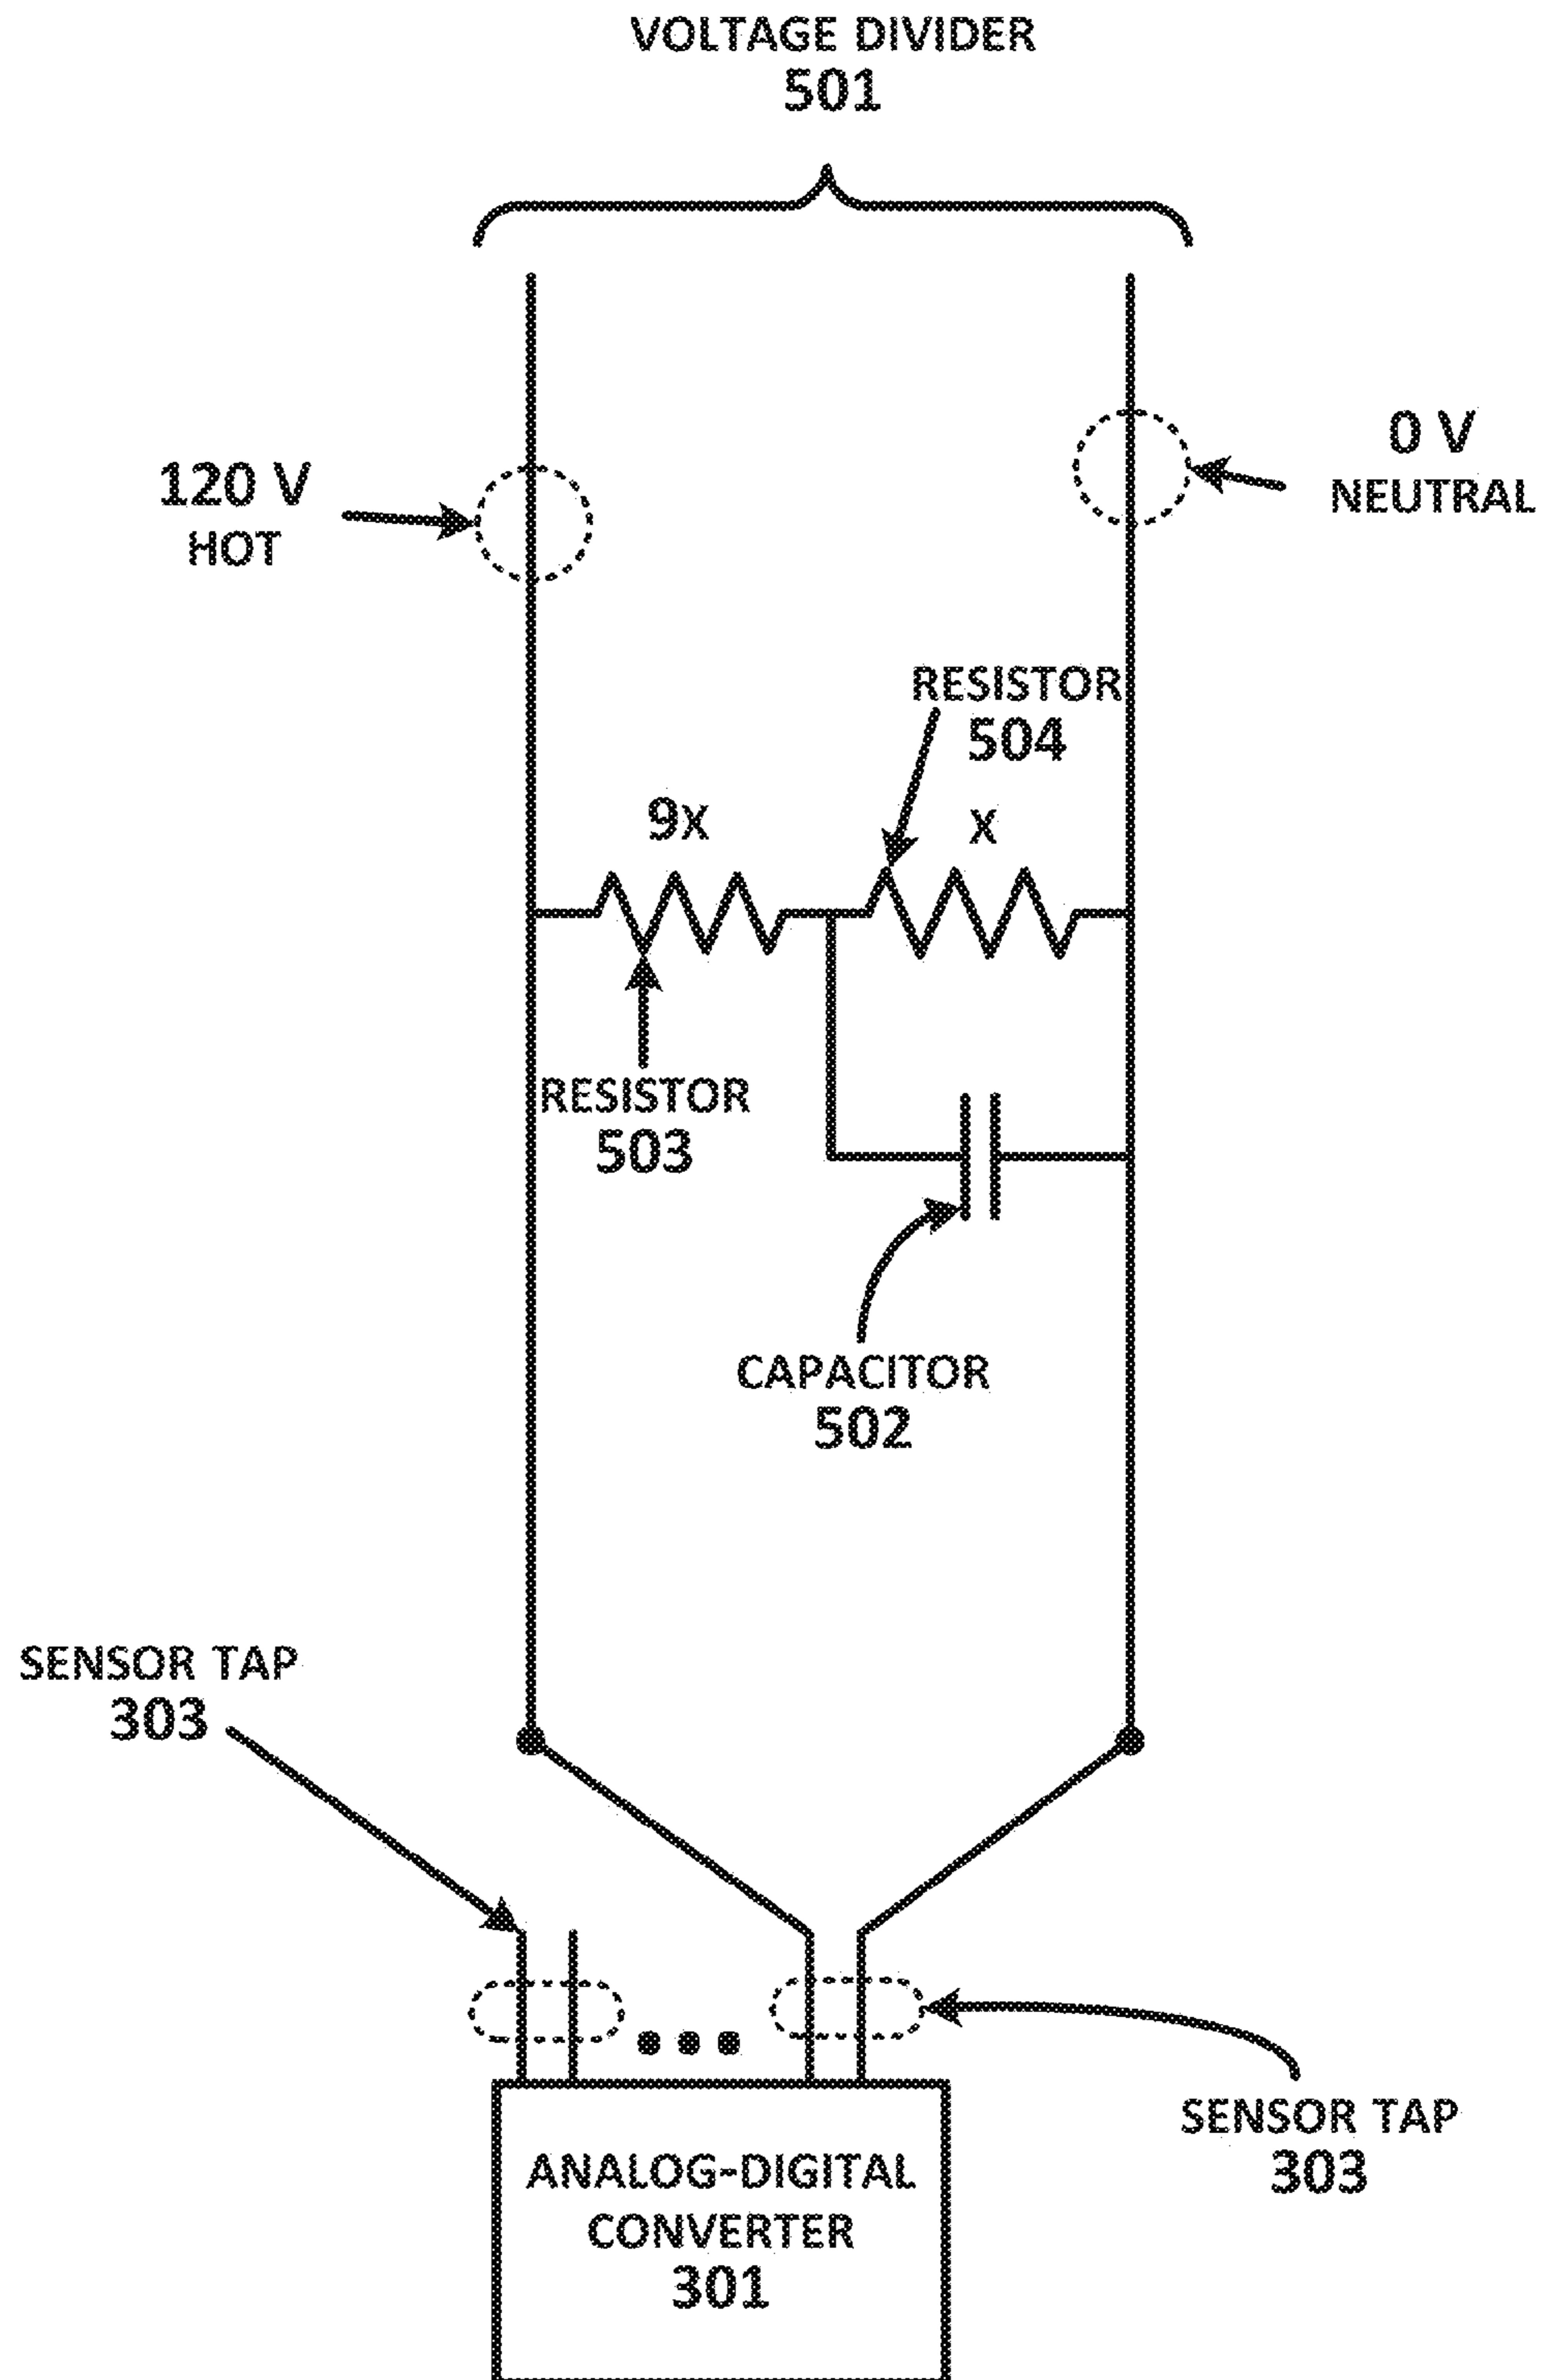 VOLTAGE DIVIDER
501
120 V
HOT
0 V
NEUTRAL
RESISTOR
504
9x
x
RESISTOR
503
CAPACITOR
502
SENSOR TAP
303
SENSOR TAP
303
ANALOG-DIGITAL
CONVERTER
301